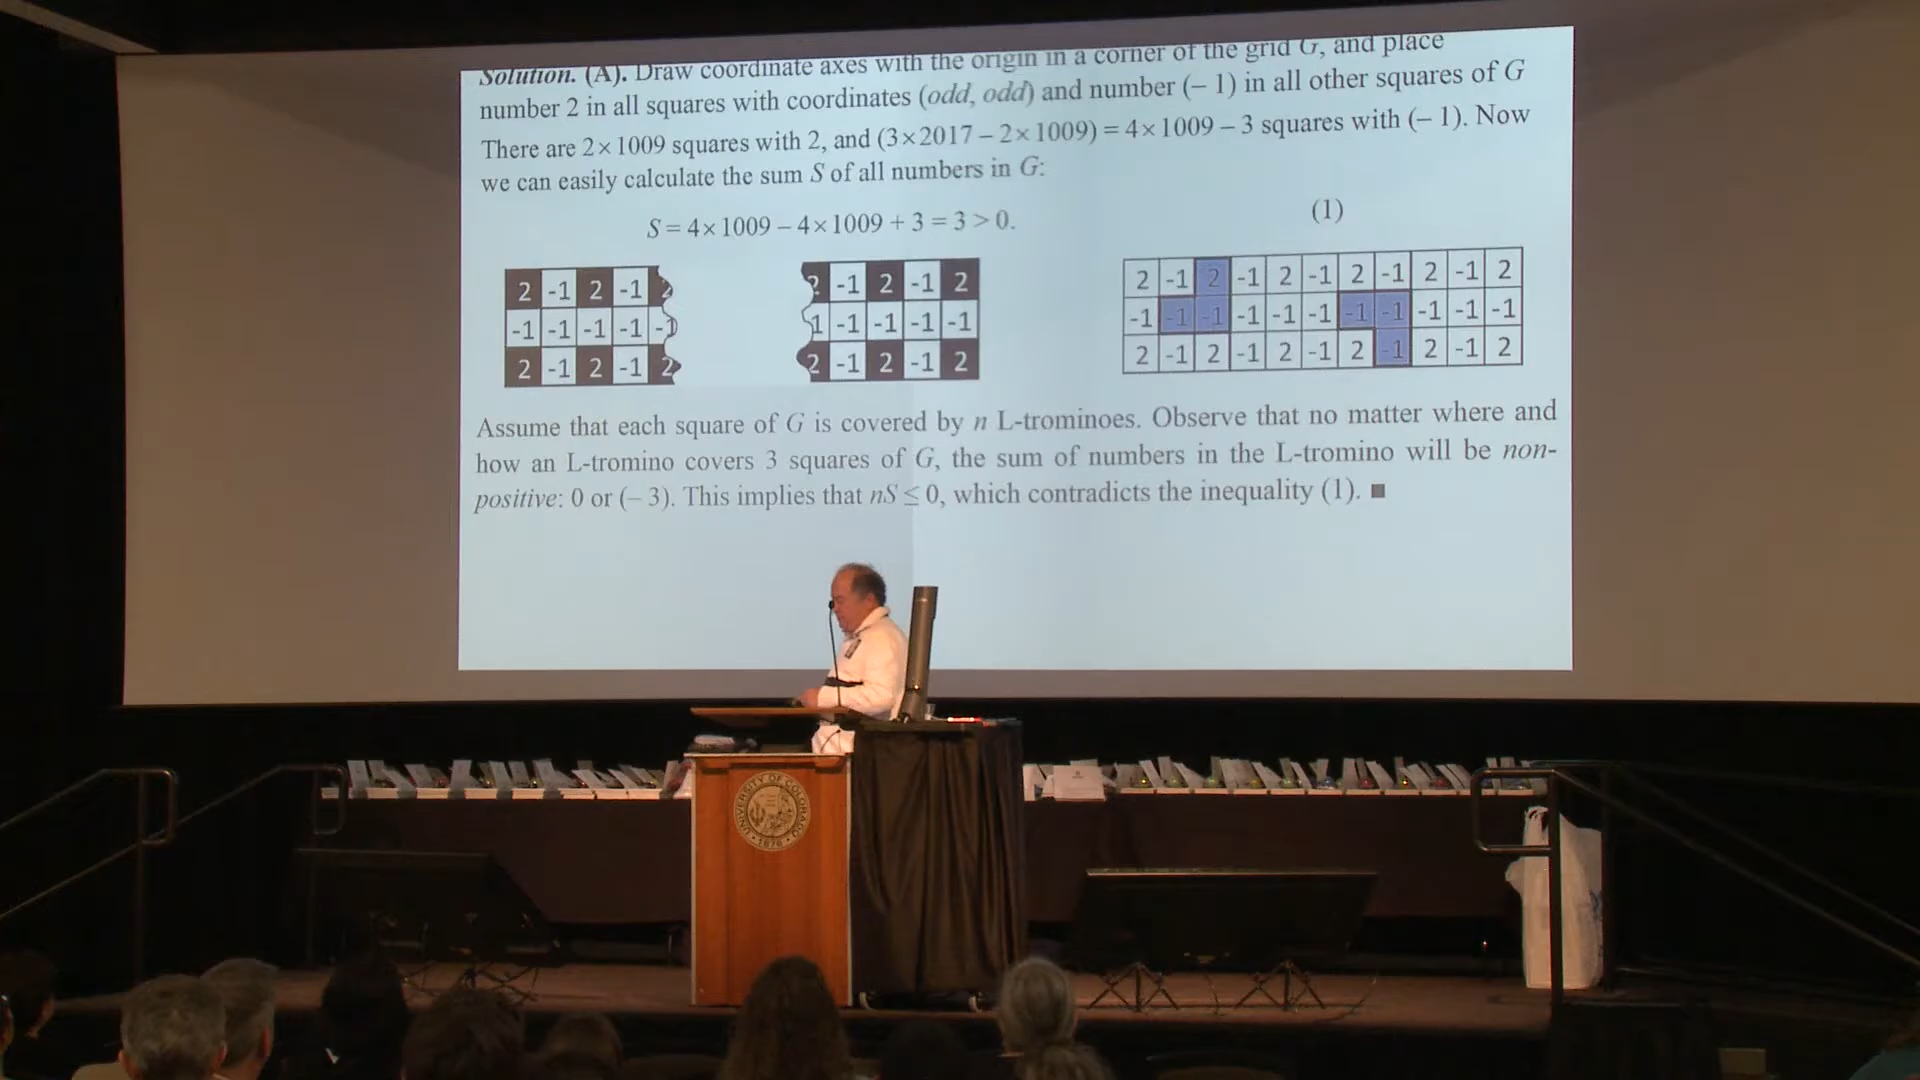 Solution. (A). Draw coordinate axes with the origin in a corner of the grid G, and place
number 2 in all squares with coordinates (odd, odd) and number (– 1) in all other squares of G
There are 2×1009 squares with 2, and (3×2017 – 2×1009) = 4×1009 – 3 squares with (– 1). Now
we can easily calculate the sum S of all numbers in G:
S = 4×1009 – 4×1009 + 3 = 3 > 0. (1)
2 -1 2 -1 2
-1 -1 -1 -1 -1
2 -1 2 -1 2
2 -1 2 -1 2
1 -1 -1 -1 -1
2 -1 2 -1 2
2 -1 2 -1 2 -1 2 -1 2 -1 2
-1 -1 -1 -1 -1 -1 -1 -1 -1 -1 -1
2 -1 2 -1 2 -1 2 -1 2 -1 2
Assume that each square of G is covered by n L-trominoes. Observe that no matter where and
how an L-tromino covers 3 squares of G, the sum of numbers in the L-tromino will be non-
positive: 0 or (– 3). This implies that nS ≤ 0, which contradicts the inequality (1). ■
UNIVERSITY OF COLORADO
1876